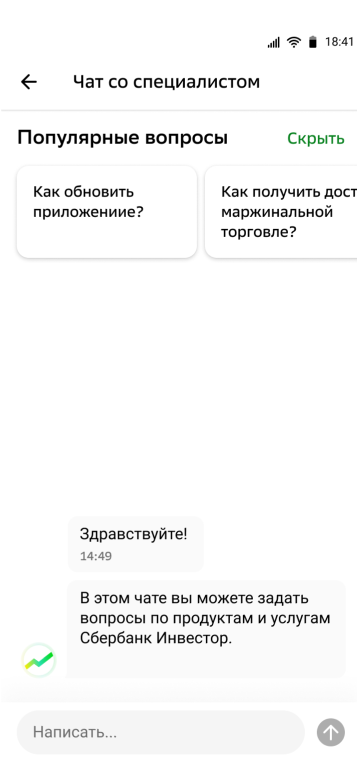 18:41
Чат со специалистом
Популярные вопросы
Скрыть
Как обновить
приложениие?
Как получить дост
маржинальной
торговле?
Здравствуйте!
14:49
В этом чате вы можете задать
вопросы по продуктам и услугам
Сбербанк Инвестор.
Написать...